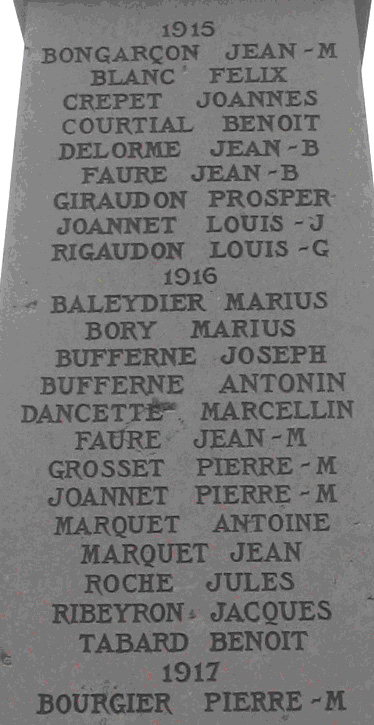 1915
BONGARÇON JEAN-M
BLANC FELIX
CREPET JOANNES
COURTIAL BENOIT
DELORME JEAN-B
FAURE JEAN-B
GIRAUDON PROSPER
JOANNET LOUIS-J
RIGAUDON LOUIS-G
1916
BALEYDIER MARIUS
BORY MARIUS
BUFFERNE JOSEPH
BUFFERNE ANTONIN
DANCETTE MARCELLIN
FAURE JEAN-M
GROSSET PIERRE-M
JOANNET PIERRE-M
MARQUET ANTOINE
MARQUET JEAN
ROCHE JULES
RIBEYRON JACQUES
TABARD BENOIT
1917
BOURGIER PIERRE-M